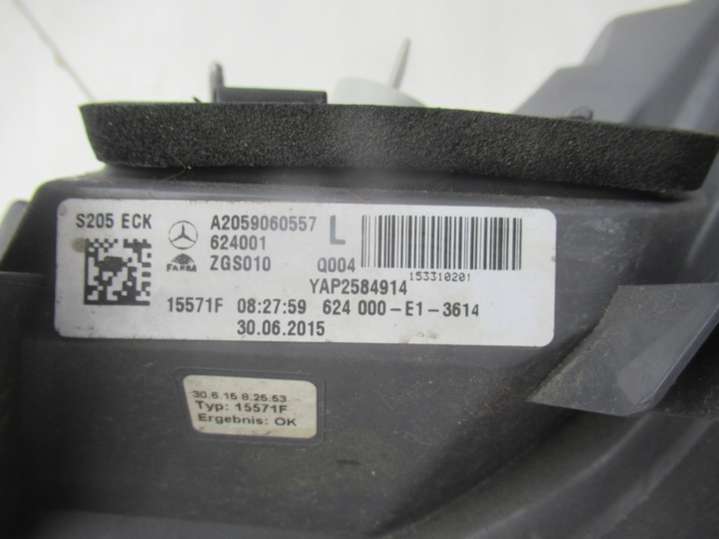 S205 ECK A2059060557 L
624001
FARBA ZGS010 Q004 153310201
YAP2584914
15571F 08:27:59 624 000-E1-3614
30.06.2015
30.6.15 8.25.53
Typ: 15571F
Ergebnis: OK